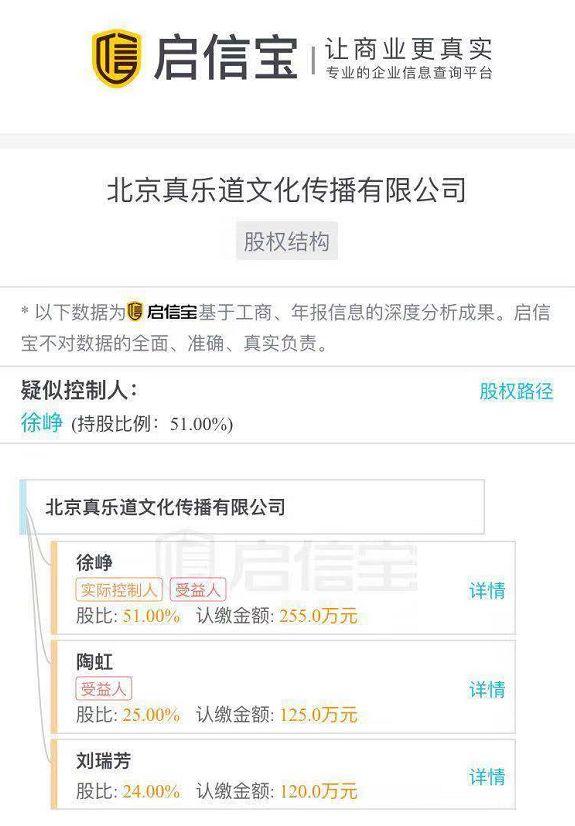 启信宝 让商业更真实
专业的企业信息查询平台
北京真乐道文化传播有限公司
股权结构
* 以下数据为启信宝基于工商、年报信息的深度分析成果。启信
宝不对数据的全面、准确、真实负责。
疑似控制人： 股权路径
徐峥 (持股比例：51.00%)
北京真乐道文化传播有限公司
启信宝
徐峥
实际控制人 受益人 详情
股比: 51.00% 认缴金额: 255.0万元
陶虹
受益人 详情
股比: 25.00% 认缴金额: 125.0万元
刘瑞芳
详情
股比: 24.00% 认缴金额: 120.0万元